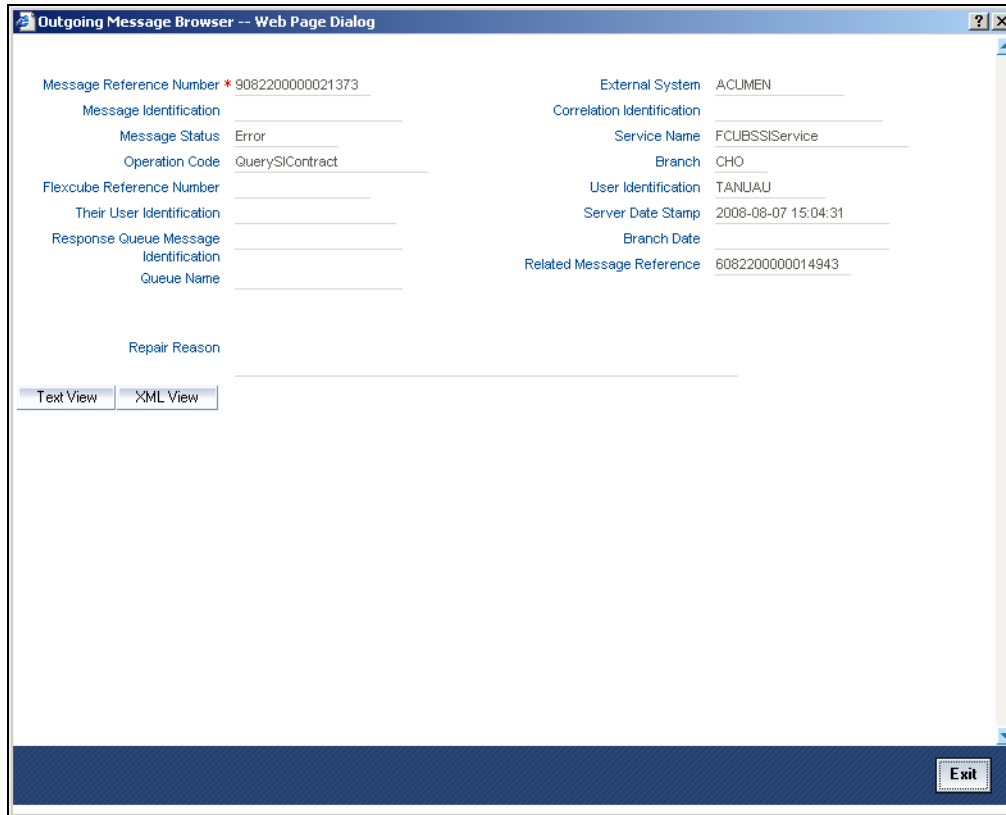 Outgoing Message Browser -- Web Page Dialog
Message Reference Number * 9082200000021373
Message Identification
Message Status Error
Operation Code QuerySIContract
Flexcube Reference Number
Their User Identification
Response Queue Message
Identification
Queue Name
External System ACUMEN
Correlation Identification
Service Name FCUBSSIService
Branch CHO
User Identification TANUAU
Server Date Stamp 2008-08-07 15:04:31
Branch Date
Related Message Reference 6082200000014943
Repair Reason
Text View XML View
Exit